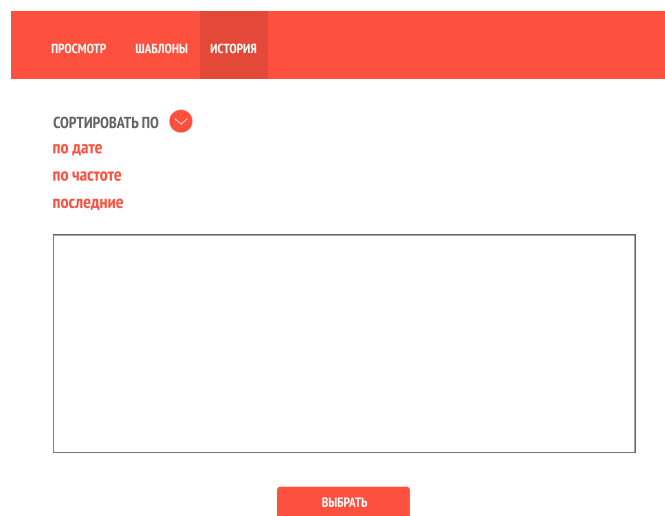 ПРОСМОТР ШАБЛОНЫ ИСТОРИЯ
СОРТИРОВАТЬ ПО
по дате
по частоте
последние
ВЫБРАТЬ